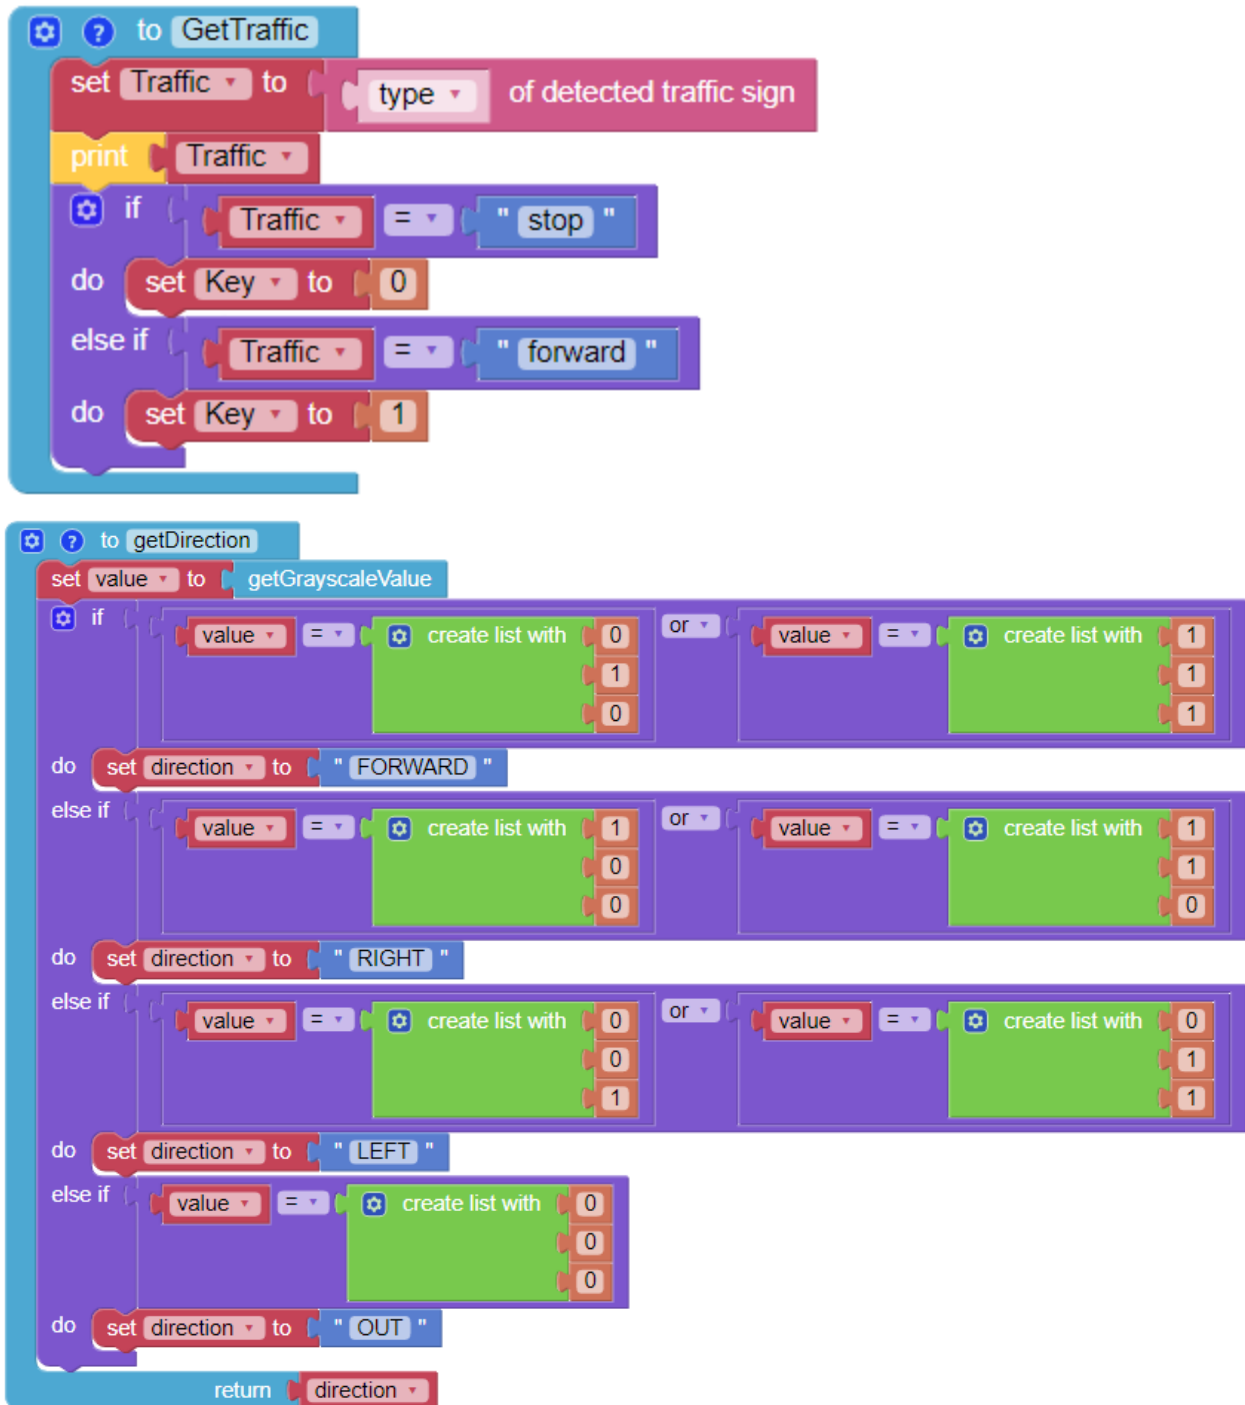 to GetTraffic
set Traffic to type of detected traffic sign
print Traffic
if Traffic = " stop "
do set Key to 0
else if Traffic = " forward "
do set Key to 1
? to getDirection
set value to getGrayscaleValue
if value = create list with 0 or value = create list with 1
1 1
0 1
do set direction to " FORWARD "
else if value = create list with 1 or value = create list with 1
0 1
0 0
do set direction to " RIGHT "
else if value = create list with 0 or value = create list with 0
0 1
1 1
do set direction to " LEFT "
else if value = create list with 0
0
0
do set direction to " OUT "
return direction